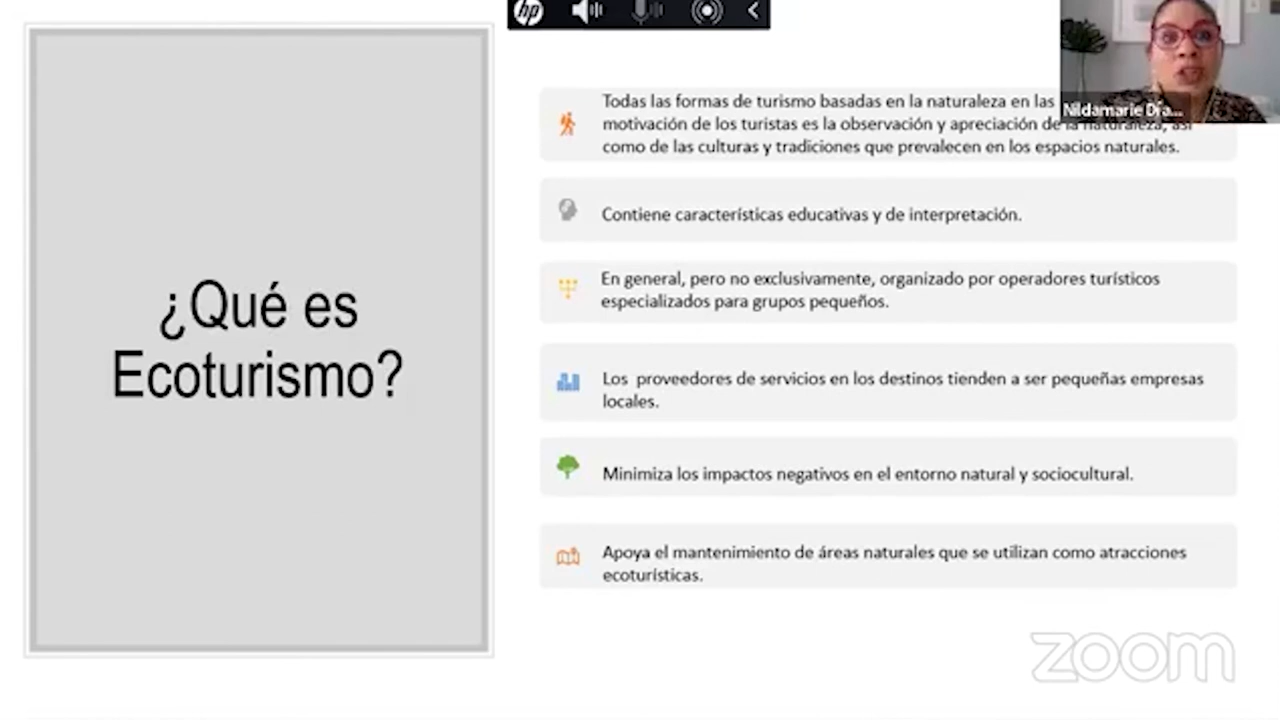 hp
Nildamarie Día...
¿Qué es
Ecoturismo?
Todas las formas de turismo basadas en la naturaleza en las
motivación de los turistas es la observación y apreciación de la naturaleza, así
como de las culturas y tradiciones que prevalecen en los espacios naturales.
Contiene características educativas y de interpretación.
En general, pero no exclusivamente, organizado por operadores turísticos
especializados para grupos pequeños.
Los proveedores de servicios en los destinos tienden a ser pequeñas empresas
locales.
Minimiza los impactos negativos en el entorno natural y sociocultural.
Apoya el mantenimiento de áreas naturales que se utilizan como atracciones
ecoturísticas.
zoom